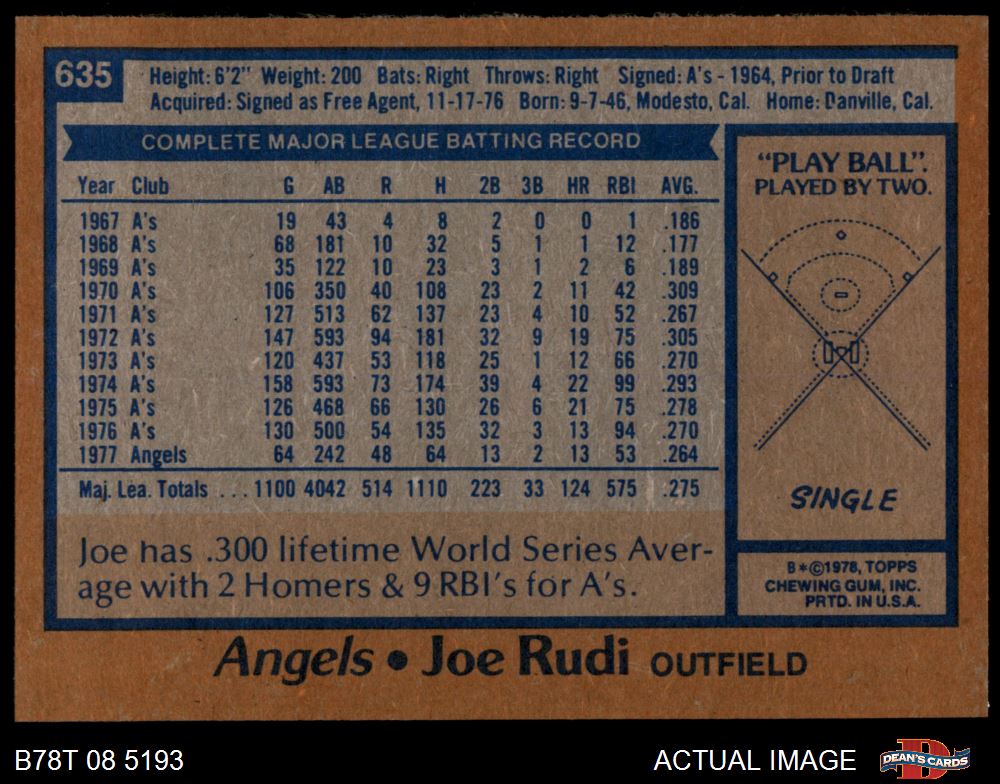 635
Height: 6'2" Weight: 200 Bats: Right Throws: Right Signed: A's - 1964, Prior to Draft
Acquired: Signed as Free Agent, 11-17-76 Born: 9-7-46, Modesto, Cal. Home: Danville, Cal.
COMPLETE MAJOR LEAGUE BATTING RECORD
Year Club G AB R H 2B 3B HR RBI AVG.
1967 A's 19 43 4 8 2 0 0 1 .186
1968 A's 68 181 10 32 5 1 1 12 .177
1969 A's 35 122 10 23 3 1 2 6 .189
1970 A's 106 350 40 108 23 2 11 42 .309
1971 A's 127 513 62 137 23 4 10 52 .267
1972 A's 147 593 94 181 32 9 19 75 .305
1973 A's 120 437 53 118 25 1 12 66 .270
1974 A's 158 593 73 174 39 4 22 99 .293
1975 A's 126 468 66 130 26 6 21 75 .278
1976 A's 130 500 54 135 32 3 13 94 .270
1977 Angels 64 242 48 64 13 2 13 53 .264
Maj. Lea. Totals ... 1100 4042 514 1110 223 33 124 575 .275
Joe has .300 lifetime World Series Aver-
age with 2 Homers & 9 RBI's for A's.
"PLAY BALL".
PLAYED BY TWO.
SINGLE
B*©1978, TOPPS
CHEWING GUM, INC.
PRTD. IN U.S.A.
Angels • Joe Rudi OUTFIELD
B78T 08 5193
ACTUAL IMAGE
D
DEAN'S CARDS